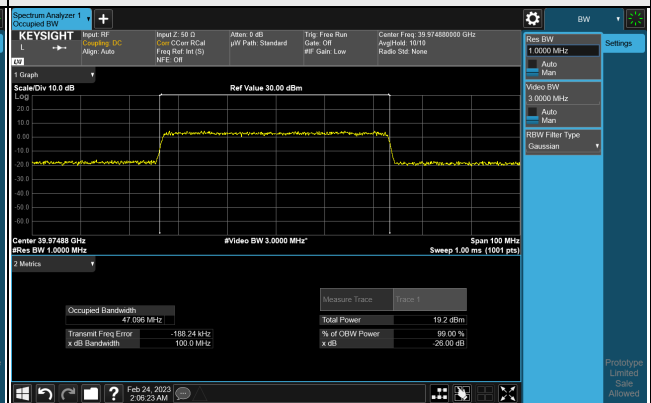 Spectrum Analyzer 1
Occupied BW
+
BW
KEYSIGHT
L
Input: RF
Coupling: DC
Align: Auto
Input Z: 50 Ω
Corr CCorr RCal
Freq Ref: Int (S)
NFE: Off
Atten: 0 dB
µW Path: Standard
Trig: Free Run
Gate: Off
#IF Gain: Low
Center Freq: 39.974880000 GHz
Avg|Hold: 10/10
Radio Std: None
LV
1 Graph
Scale/Div 10.0 dB
Ref Value 30.00 dBm
Log
20.0
10.0
0.00
-10.0
-20.0
-30.0
-40.0
-50.0
-60.0
Center 39.97488 GHz
#Video BW 3.0000 MHz*
Span 100 MHz
#Res BW 1.0000 MHz
Sweep 1.00 ms (1001 pts)
2 Metrics
Measure Trace
Trace 1
Occupied Bandwidth
47.096 MHz
Total Power
19.2 dBm
Transmit Freq Error
-188.24 kHz
% of OBW Power
99.00 %
x dB Bandwidth
100.0 MHz
x dB
-26.00 dB
Res BW
1.0000 MHz
Auto
Man
Video BW
3.0000 MHz
Auto
Man
RBW Filter Type
Gaussian
Settings
Prototype
Limited
Sale
Allowed
?
Feb 24, 2023
2:06:23 AM